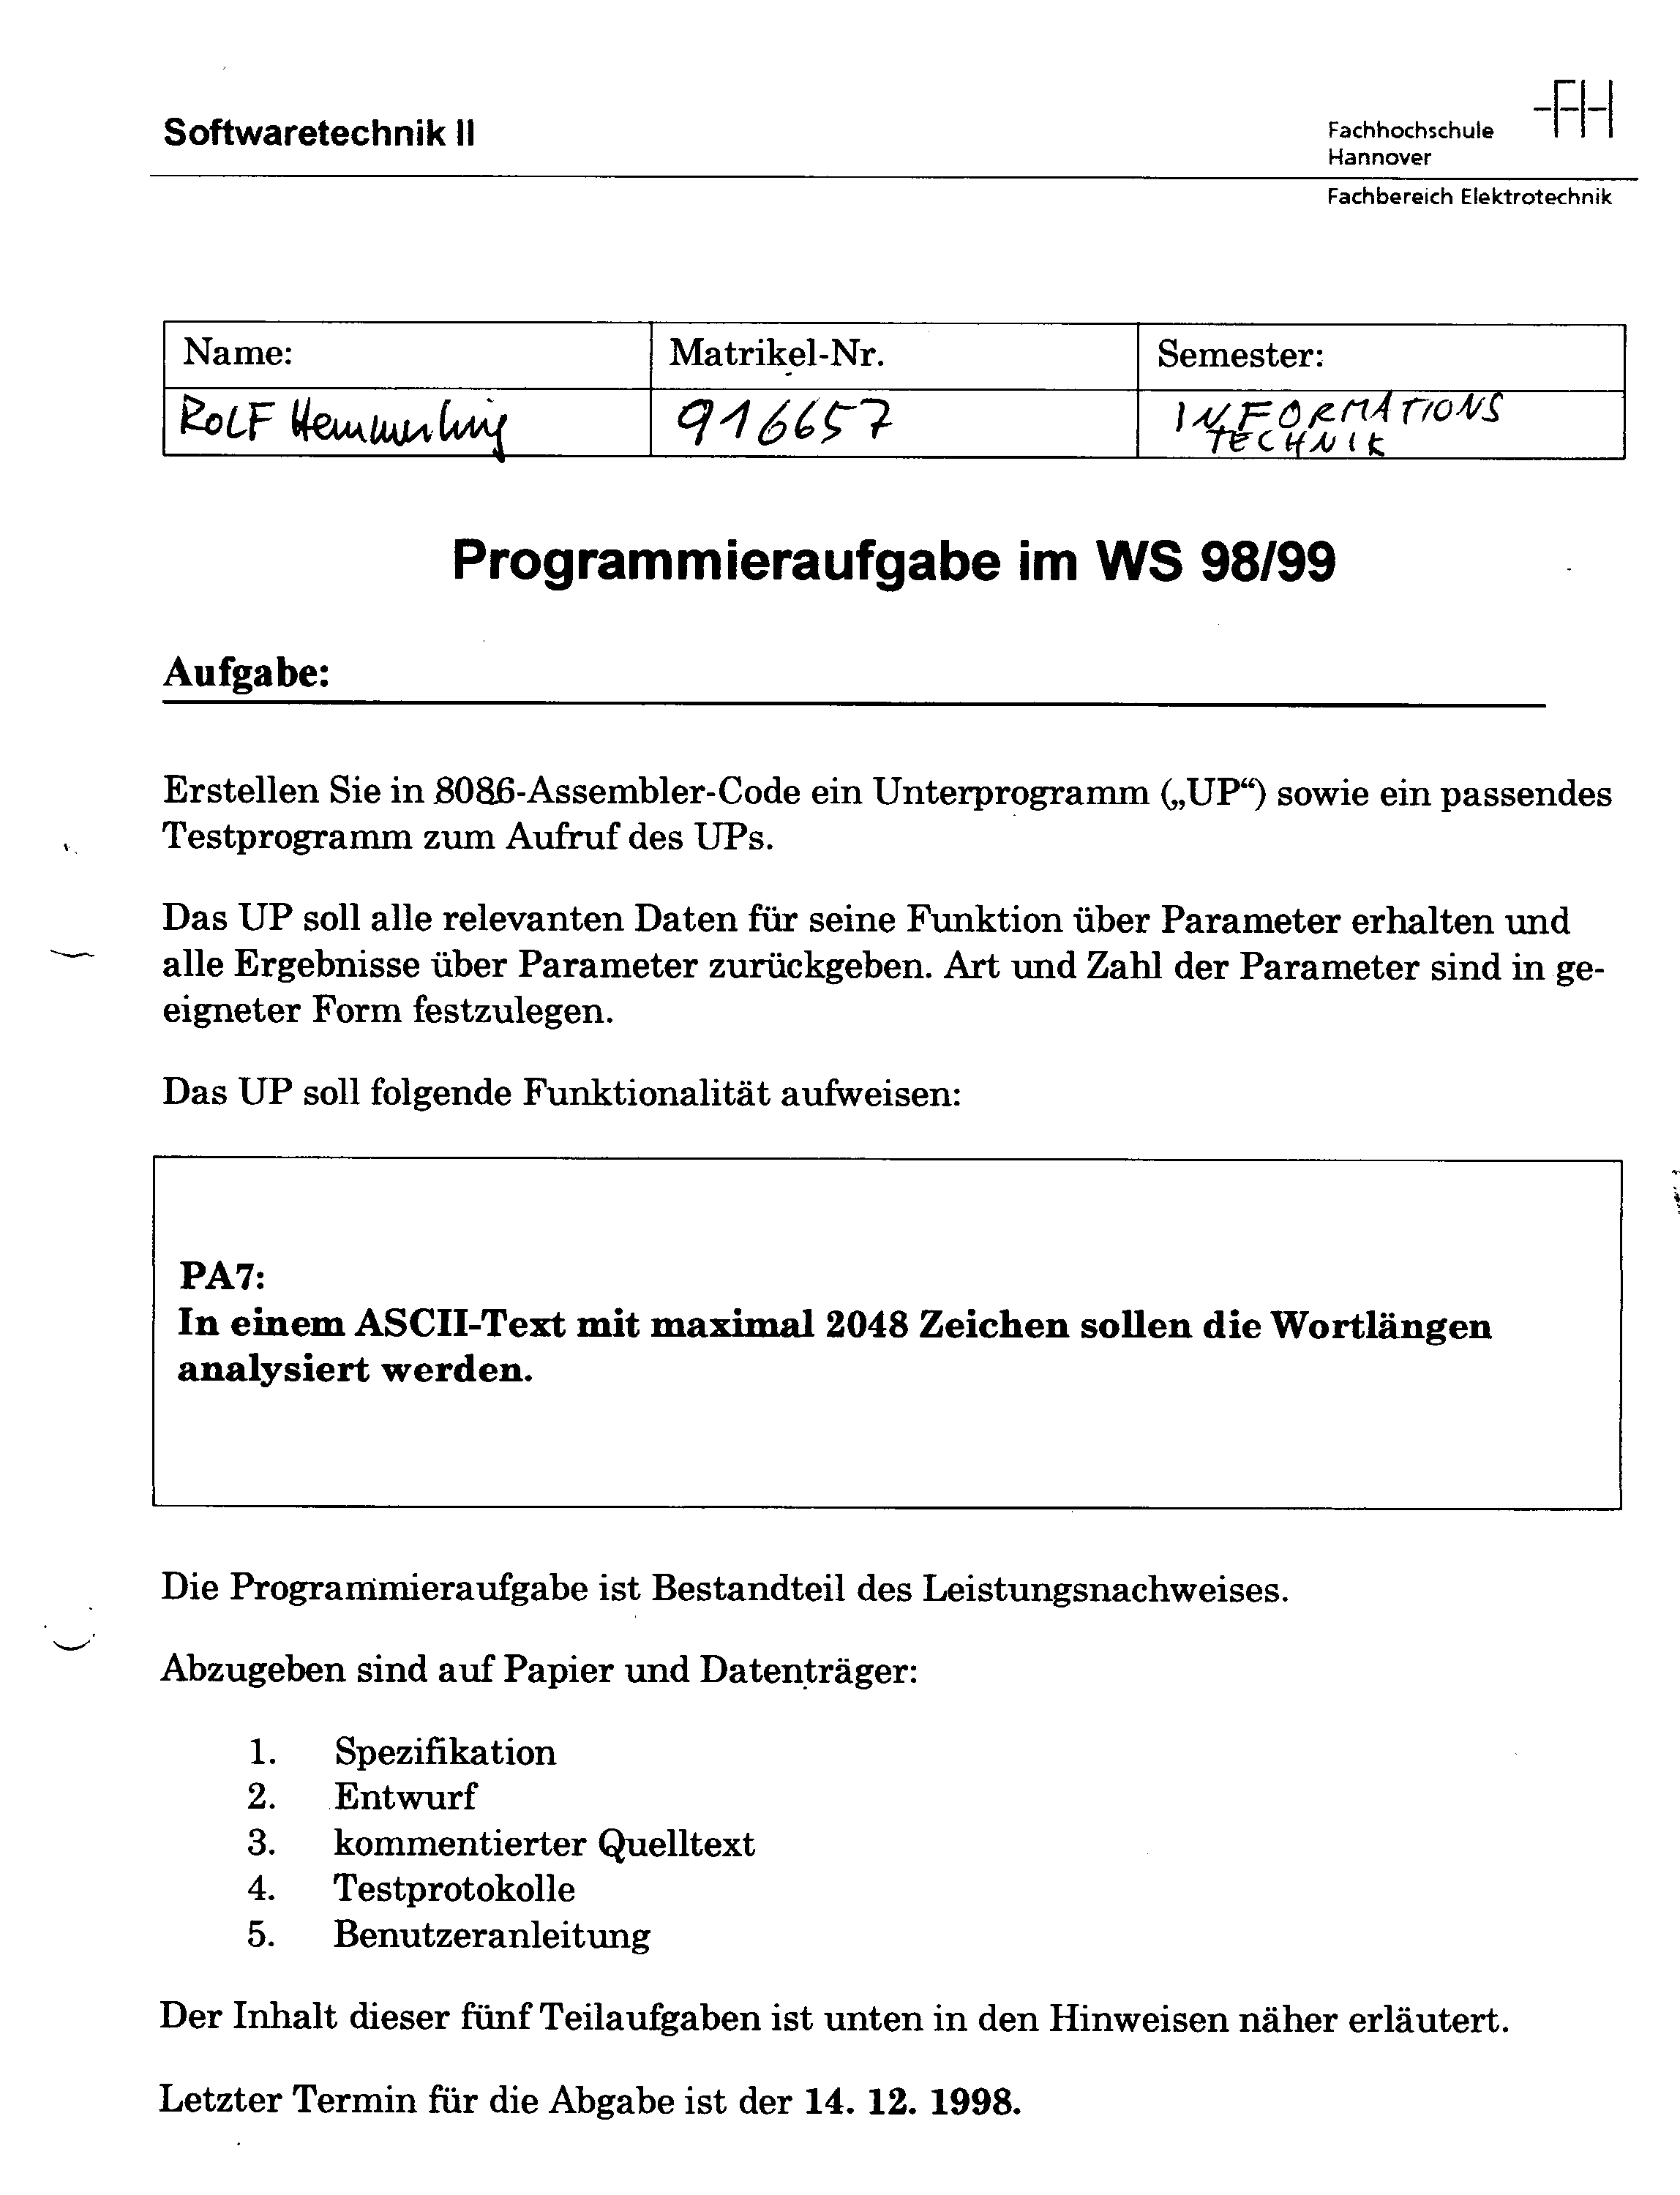 Softwaretechnik II
Fachhochschule
Hannover
FH
Fachbereich Elektrotechnik
Name: Matrikel-Nr. Semester:
ROLF Hemmerling 916657 INFORMATIONS
TECHNIK
Programmieraufgabe im WS 98/99
Aufgabe:
Erstellen Sie in 8086-Assembler-Code ein Unterprogramm („UP“) sowie ein passendes
Testprogramm zum Aufruf des UPs.
Das UP soll alle relevanten Daten für seine Funktion über Parameter erhalten und
alle Ergebnisse über Parameter zurückgeben. Art und Zahl der Parameter sind in ge-
eigneter Form festzulegen.
Das UP soll folgende Funktionalität aufweisen:
PA7:
In einem ASCII-Text mit maximal 2048 Zeichen sollen die Wortlängen
analysiert werden.
Die Programmieraufgabe ist Bestandteil des Leistungsnachweises.
Abzugeben sind auf Papier und Datenträger:
1. Spezifikation
2. Entwurf
3. kommentierter Quelltext
4. Testprotokolle
5. Benutzeranleitung
Der Inhalt dieser fünf Teilaufgaben ist unten in den Hinweisen näher erläutert.
Letzter Termin für die Abgabe ist der 14. 12. 1998.